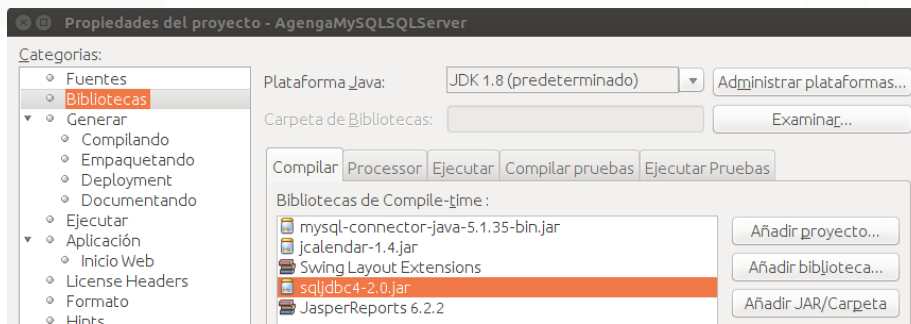 Propiedades del proyecto - AgengaMySQLSQLServer
Categorias:
Fuentes
Bibliotecas
Generar
Compilando
Empaquetando
Deployment
Documentando
Ejecutar
Aplicación
Inicio Web
License Headers
Formato
Hints
Plataforma Java: JDK 1.8 (predeterminado) Administrar plataformas...
Carpeta de Bibliotecas: Examinar...
Compilar Processor Ejecutar Compilar pruebas Ejecutar Pruebas
Bibliotecas de Compile-time :
mysql-connector-java-5.1.35-bin.jar
jcalendar-1.4.jar
Swing Layout Extensions
sqljdbc4-2.0.jar
JasperReports 6.2.2
Añadir proyecto...
Añadir biblioteca...
Añadir JAR/Carpeta